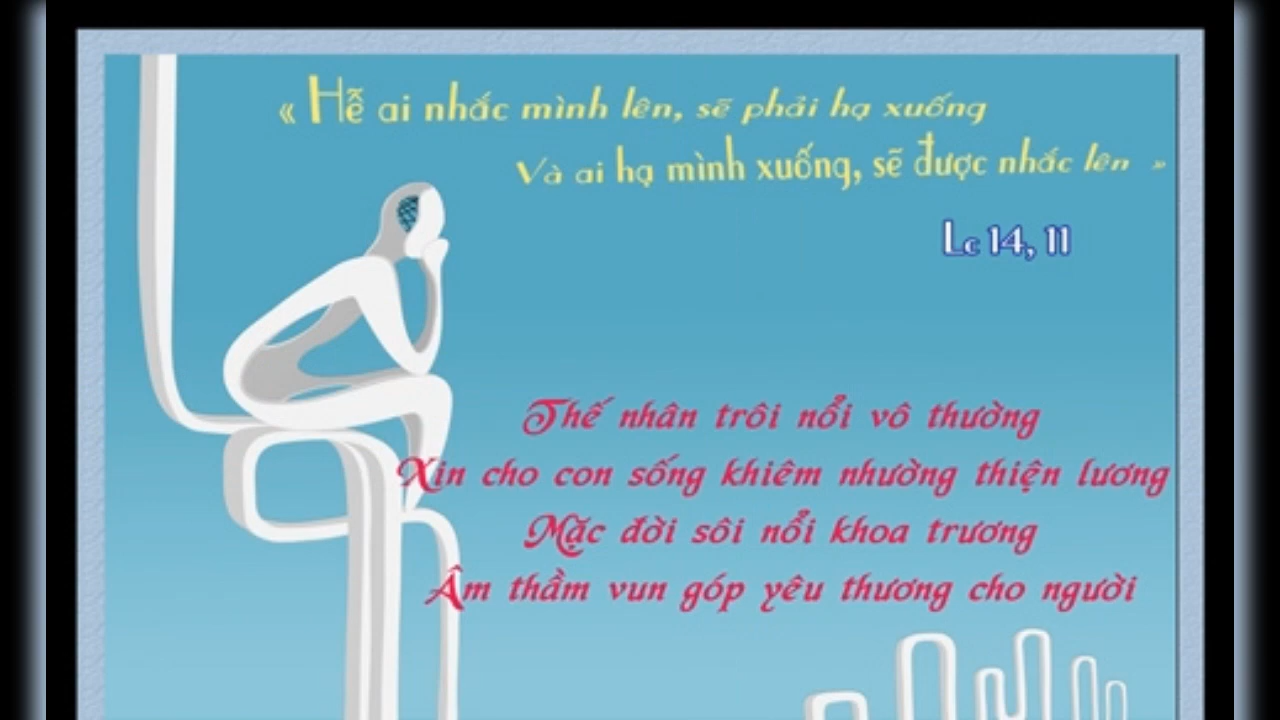 « Hễ ai nhắc mình lên, sẽ phải hạ xuống
Và ai hạ mình xuống, sẽ được nhắc lên »
Lc 14, 11
Thế nhân trôi nổi vô thường
Xin cho con sống khiêm nhường thiện lương
Mặc đời sôi nổi khoa trương
Âm thầm vun góp yêu thương cho người